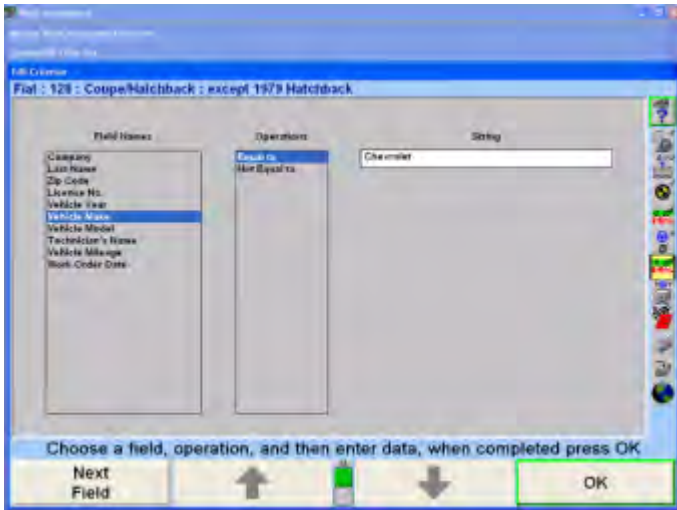 Edit Criterion
Fiat : 128 : Coupe/Hatchback : except 1979 Hatchback
Field Names
Operations
String
Company
Last Name
Zip Code
License No.
Vehicle Year
Vehicle Make
Vehicle Model
Technician's Name
Vehicle Mileage
Work Order Date
Equal to
Not Equal to
Chevrolet
Choose a field, operation, and then enter data, when completed press OK
Next
Field
OK